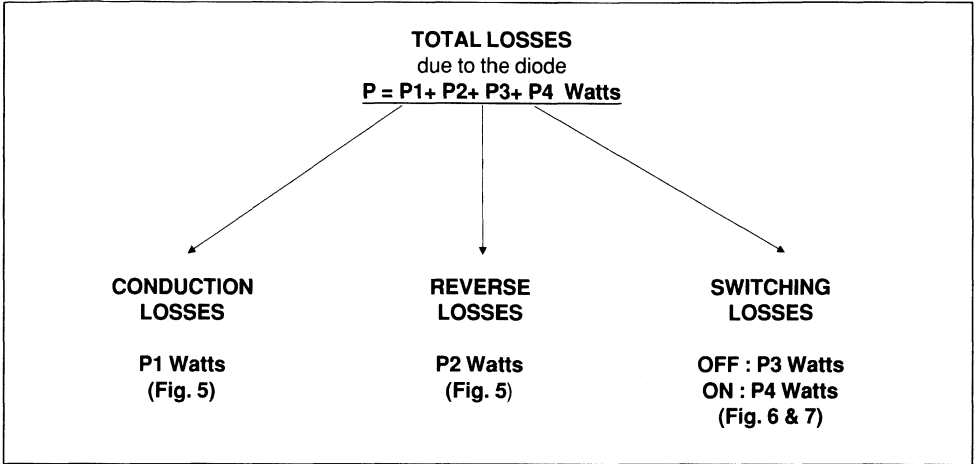 TOTAL LOSSES
due to the diode
P = P1+ P2+ P3+ P4 Watts
CONDUCTION
LOSSES
P1 Watts
(Fig. 5)
REVERSE
LOSSES
P2 Watts
(Fig. 5)
SWITCHING
LOSSES
OFF : P3 Watts
ON : P4 Watts
(Fig. 6 & 7)